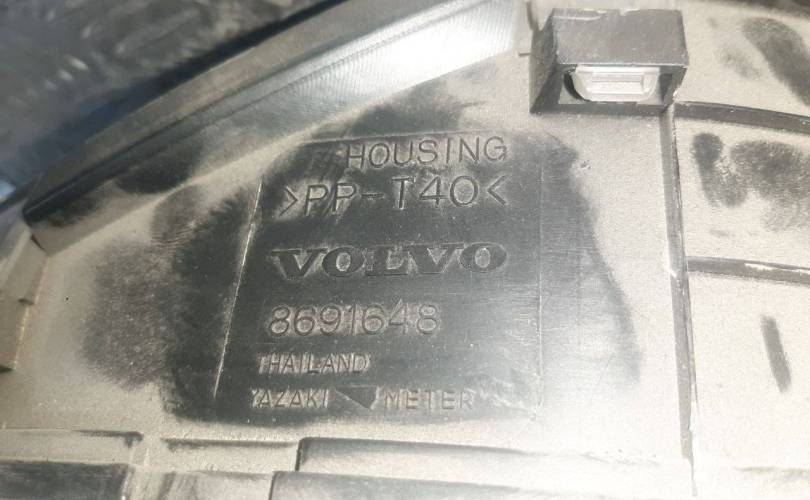 HOUSING
>PP-T40<
VOLVO
8691648
THAILAND
YAZAKI METER